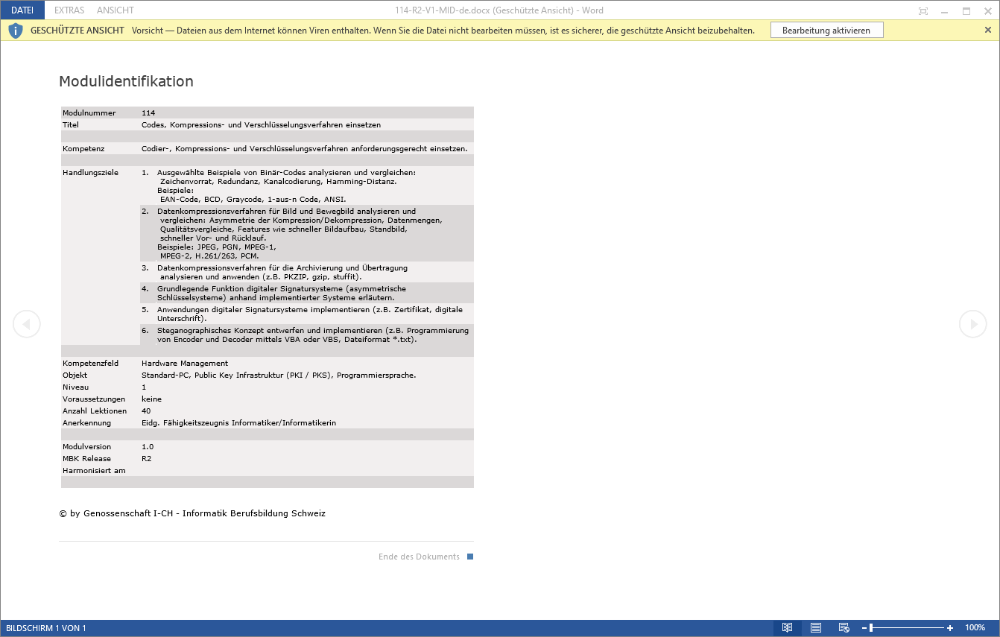 DATEI EXTRAS ANSICHT 114-R2-V1-MID-de.docx (Geschützte Ansicht) - Word
GESCHÜTZTE ANSICHT Vorsicht — Dateien aus dem Internet können Viren enthalten. Wenn Sie die Datei nicht bearbeiten müssen, ist es sicherer, die geschützte Ansicht beizubehalten. Bearbeitung aktivieren
Modulidentifikation
Modulnummer 114
Titel Codes, Kompressions- und Verschlüsselungsverfahren einsetzen
Kompetenz Codier-, Kompressions- und Verschlüsselungsverfahren anforderungsgerecht einsetzen.
Handlungsziele 1. Ausgewählte Beispiele von Binär-Codes analysieren und vergleichen:
Zeichenvorrat, Redundanz, Kanalcodierung, Hamming-Distanz.
Beispiele:
EAN-Code, BCD, Graycode, 1-aus-n Code, ANSI.
2. Datenkompressionsverfahren für Bild und Bewegbild analysieren und
vergleichen: Asymmetrie der Kompression/Dekompression, Datenmengen,
Qualitätsvergleiche, Features wie schneller Bildaufbau, Standbild,
schneller Vor- und Rücklauf.
Beispiele: JPEG, PGN, MPEG-1,
MPEG-2, H.261/263, PCM.
3. Datenkompressionsverfahren für die Archivierung und Übertragung
analysieren und anwenden (z.B. PKZIP, gzip, stuffit).
4. Grundlegende Funktion digitaler Signatursysteme (asymmetrische
Schlüsselsysteme) anhand implementierter Systeme erläutern.
5. Anwendungen digitaler Signatursysteme implementieren (z.B. Zertifikat, digitale
Unterschrift).
6. Steganographisches Konzept entwerfen und implementieren (z.B. Programmierung
von Encoder und Decoder mittels VBA oder VBS, Dateiformat *.txt).
Kompetenzfeld Hardware Management
Objekt Standard-PC, Public Key Infrastruktur (PKI / PKS), Programmiersprache.
Niveau 1
Voraussetzungen keine
Anzahl Lektionen 40
Anerkennung Eidg. Fähigkeitszeugnis Informatiker/Informatikerin
Modulversion 1.0
MBK Release R2
Harmonisiert am
© by Genossenschaft I-CH - Informatik Berufsbildung Schweiz
Ende des Dokuments
BILDSCHIRM 1 VON 1 100%